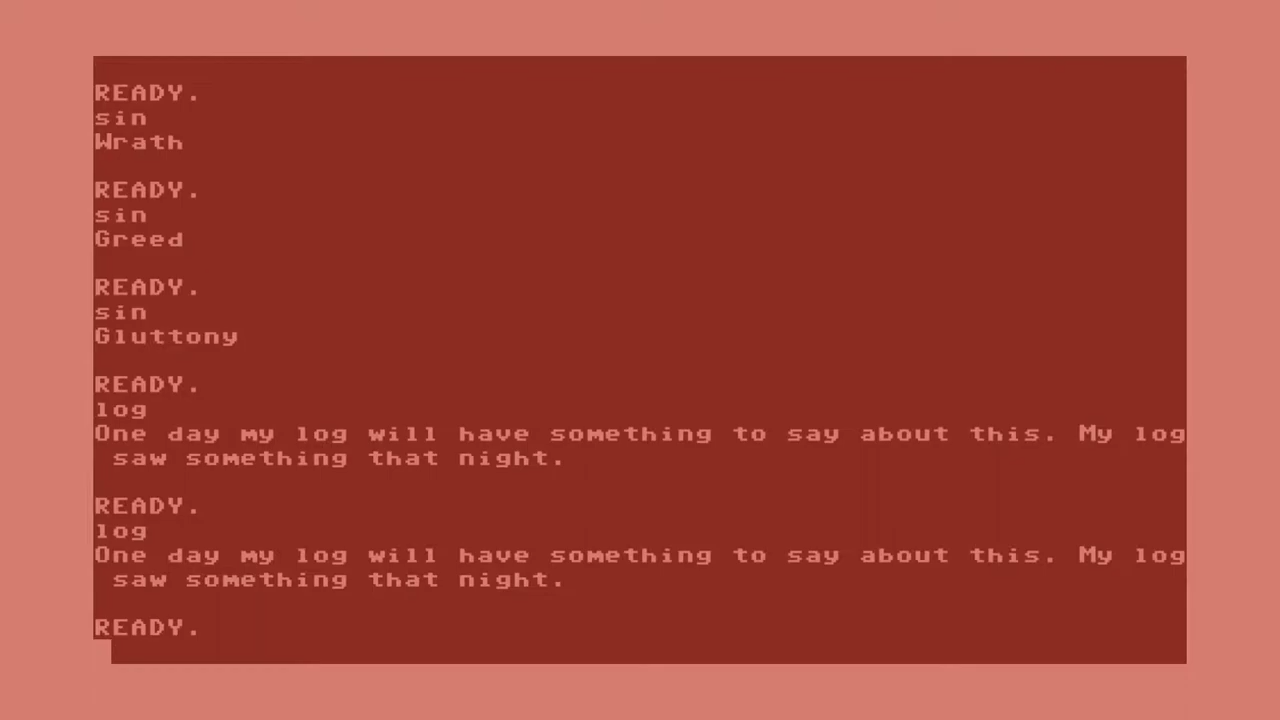 READY.
sin
Wrath
READY.
sin
Greed
READY.
sin
Gluttony
READY.
log
One day my log will have something to say about this. My log
saw something that night.
READY.
log
One day my log will have something to say about this. My log
saw something that night.
READY.